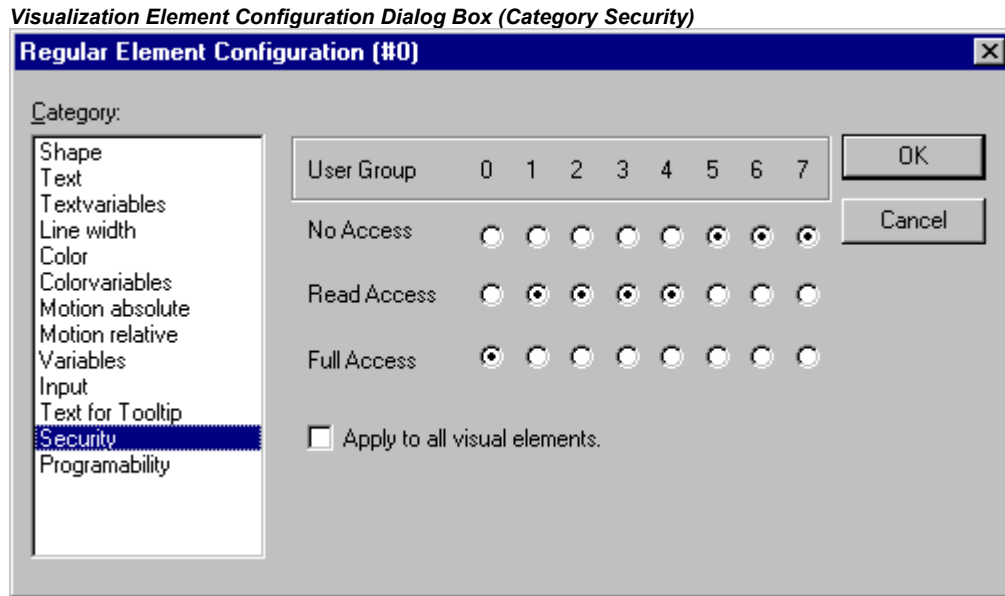 Visualization Element Configuration Dialog Box (Category Security)
Regular Element Configuration (#0)
Category:
Shape
Text
Textvariables
Line width
Color
Colorvariables
Motion absolute
Motion relative
Variables
Input
Text for Tooltip
Security
Programability
User Group 0 1 2 3 4 5 6 7
No Access
Read Access
Full Access
Apply to all visual elements.
OK
Cancel